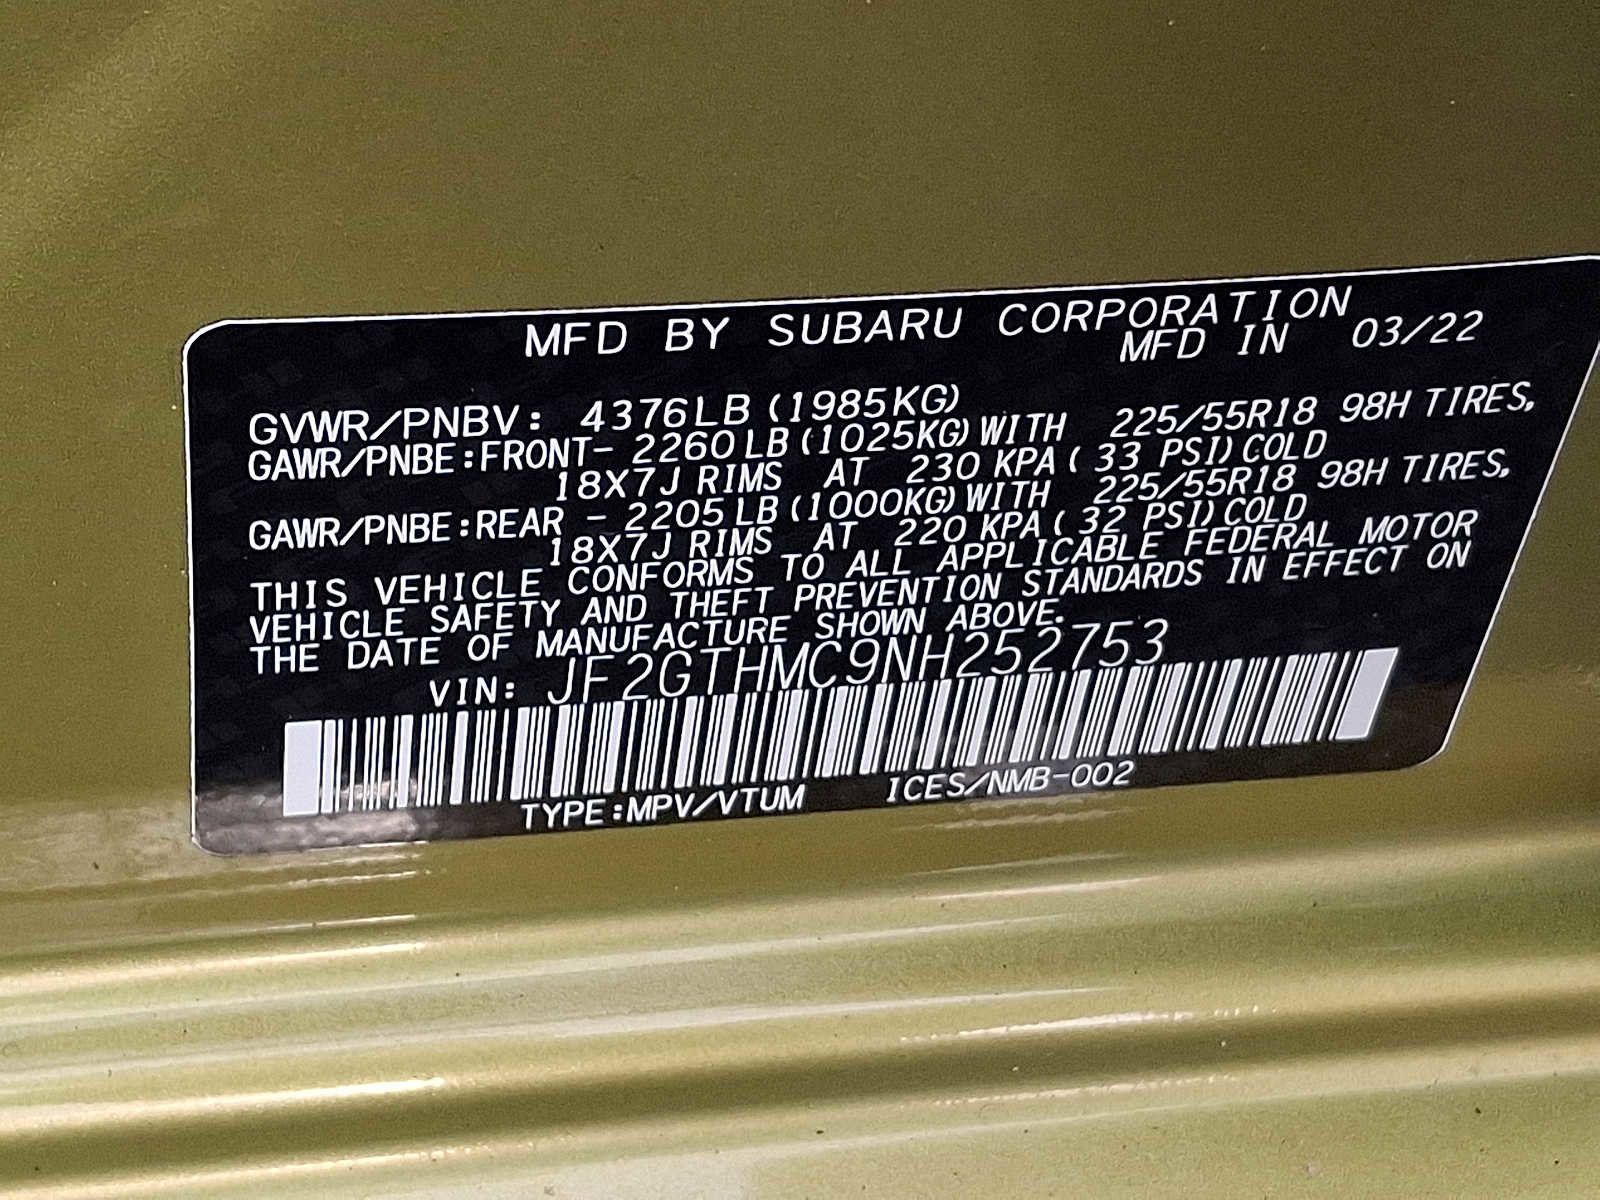 MFD BY SUBARU CORPORATION
MFD IN 03/22
GVWR/PNBV: 4376LB (1985KG)
GAWR/PNBE:FRONT- 2260 LB (1025KG) WITH 225/55R18 98H TIRES,
18X7J RIMS AT 230 KPA ( 33 PSI) COLD
GAWR/PNBE:REAR - 2205 LB (1000KG) WITH 225/55R18 98H TIRES,
18X7J RIMS AT 220 KPA ( 32 PSI) COLD
THIS VEHICLE CONFORMS TO ALL APPLICABLE FEDERAL MOTOR
VEHICLE SAFETY AND THEFT PREVENTION STANDARDS IN EFFECT ON
THE DATE OF MANUFACTURE SHOWN ABOVE.
VIN: JF2GTHMC9NH252753
TYPE:MPV/VTUM ICES/NMB-002